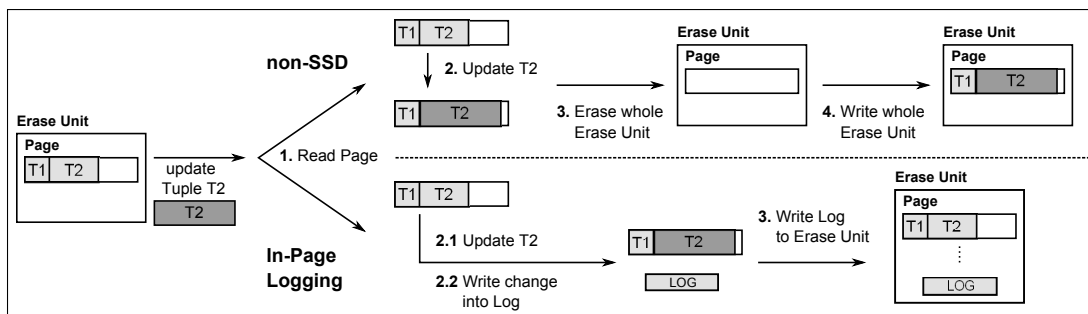 Erase Unit
Page
T1 T2
update
Tuple T2
T2
non-SSD
1. Read Page
In-Page
Logging
T1 T2
2. Update T2
T1 T2
3. Erase whole
Erase Unit
Erase Unit
Page
4. Write whole
Erase Unit
Erase Unit
Page
T1 T2
T1 T2
2.1 Update T2
2.2 Write change
into Log
T1 T2
LOG
3. Write Log
to Erase Unit
Erase Unit
Page
T1 T2
LOG